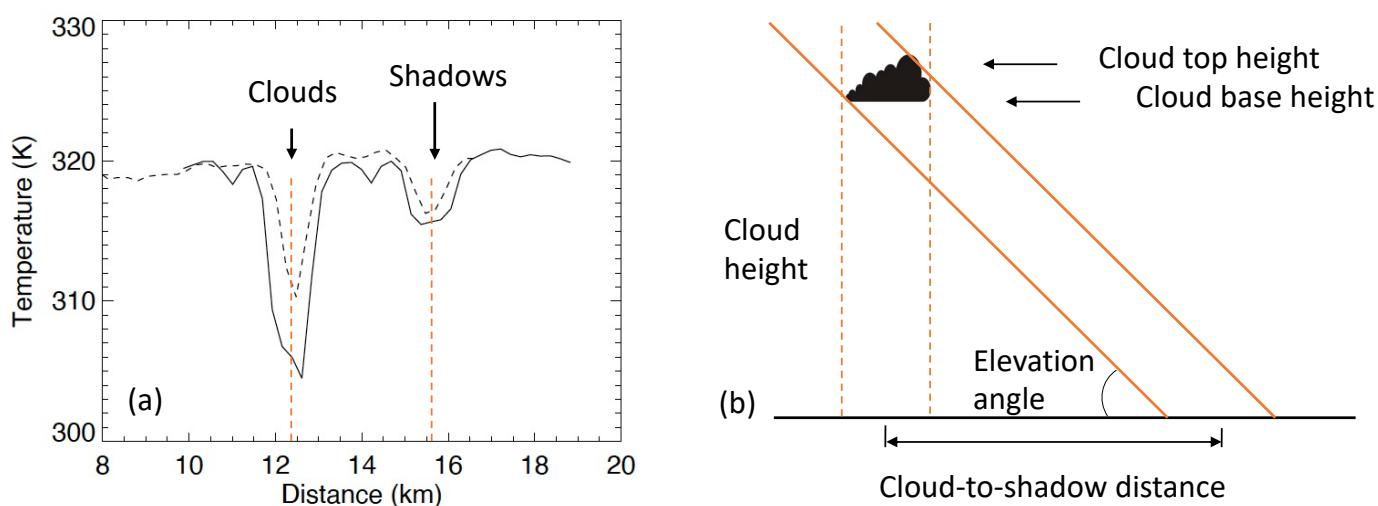 330
320
310
300
Temperature (K)
Clouds
Shadows
(a)
8 10 12 14 16 18 20
Distance (km)
Cloud top height
Cloud base height
Cloud
height
Elevation
angle
(b)
Cloud-to-shadow distance